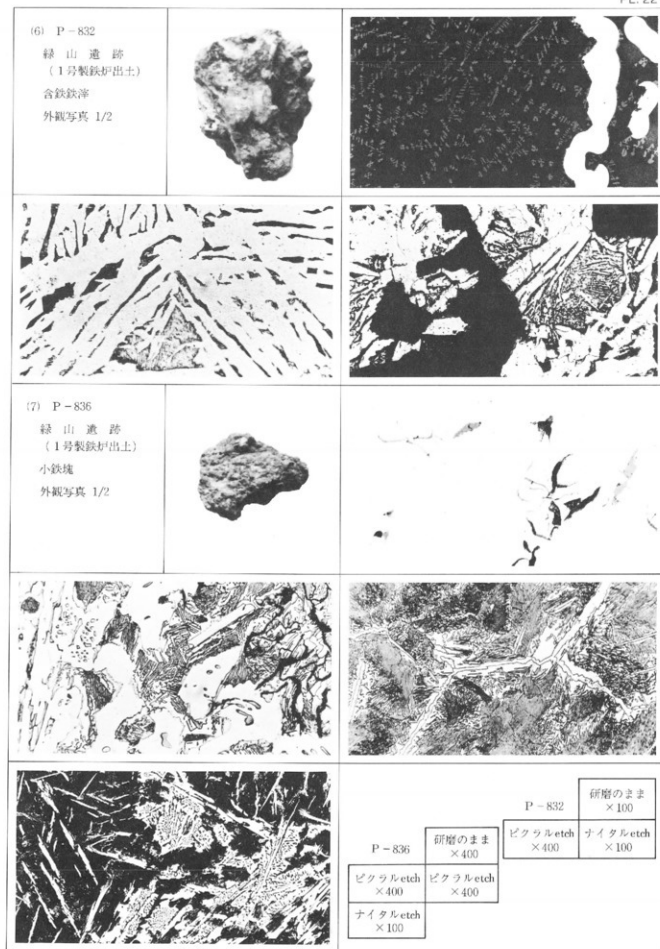 PL. 22
(6) P-832
緑山遺跡
(1号製鉄炉出土)
含鉄鉄滓
外観写真 1/2
(7) P-836
緑山遺跡
(1号製鉄炉出土)
小鉄塊
外観写真 1/2
P-832
研磨のまま
×100
ピクラルetch
×400
ナイタルetch
×100
P-836
研磨のまま
×400
ピクラルetch
×400
ピクラルetch
×400
ナイタルetch
×100